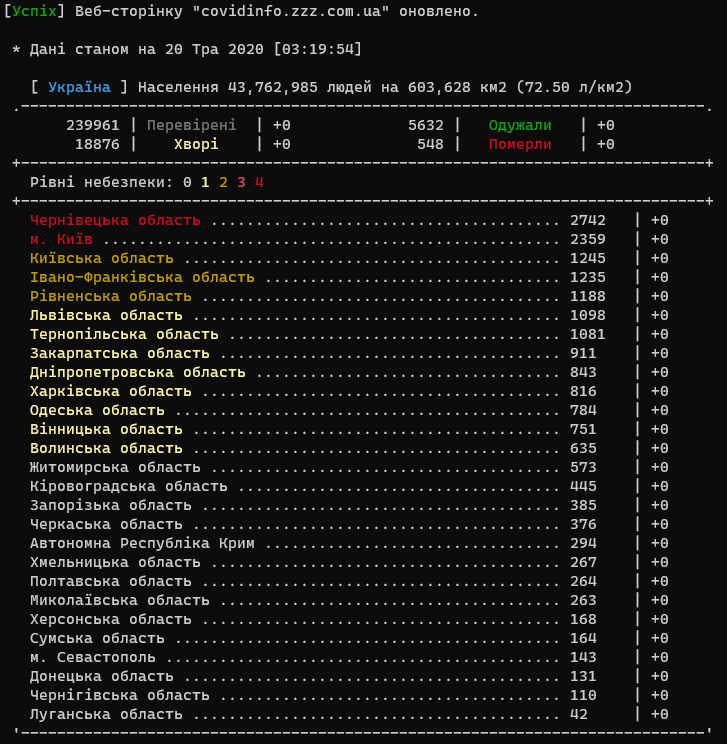 [Успіх] Веб-сторінку "covidinfo.zzz.com.ua" оновлено.
* Дані станом на 20 Тра 2020 [03:19:54]
[ Україна ] Населення 43,762,985 людей на 603,628 км2 (72.50 л/км2)
239961 | Перевірені | +0 5632 | Одужали | +0
18876 | Хворі | +0 548 | Померли | +0
Рівні небезпеки: 0 1 2 3 4
Чернівецька область ....................................... 2742 | +0
м. Київ ................................................... 2359 | +0
Київська область .......................................... 1245 | +0
Івано-Франківська область ................................. 1235 | +0
Рівненська область ........................................ 1188 | +0
Львівська область ......................................... 1098 | +0
Тернопільська область ..................................... 1081 | +0
Закарпатська область ...................................... 911 | +0
Дніпропетровська область .................................. 843 | +0
Харківська область ........................................ 816 | +0
Одеська область ........................................... 784 | +0
Вінницька область ......................................... 751 | +0
Волинська область ......................................... 635 | +0
Житомирська область ....................................... 573 | +0
Кіровоградська область .................................... 445 | +0
Запорізька область ........................................ 385 | +0
Черкаська область ......................................... 376 | +0
Автономна Республіка Крим ................................. 294 | +0
Хмельницька область ....................................... 267 | +0
Полтавська область ........................................ 264 | +0
Миколаївська область ...................................... 263 | +0
Херсонська область ........................................ 168 | +0
Сумська область ........................................... 164 | +0
м. Севастополь ............................................ 143 | +0
Донецька область .......................................... 131 | +0
Чернігівська область ...................................... 110 | +0
Луганська область ......................................... 42 | +0